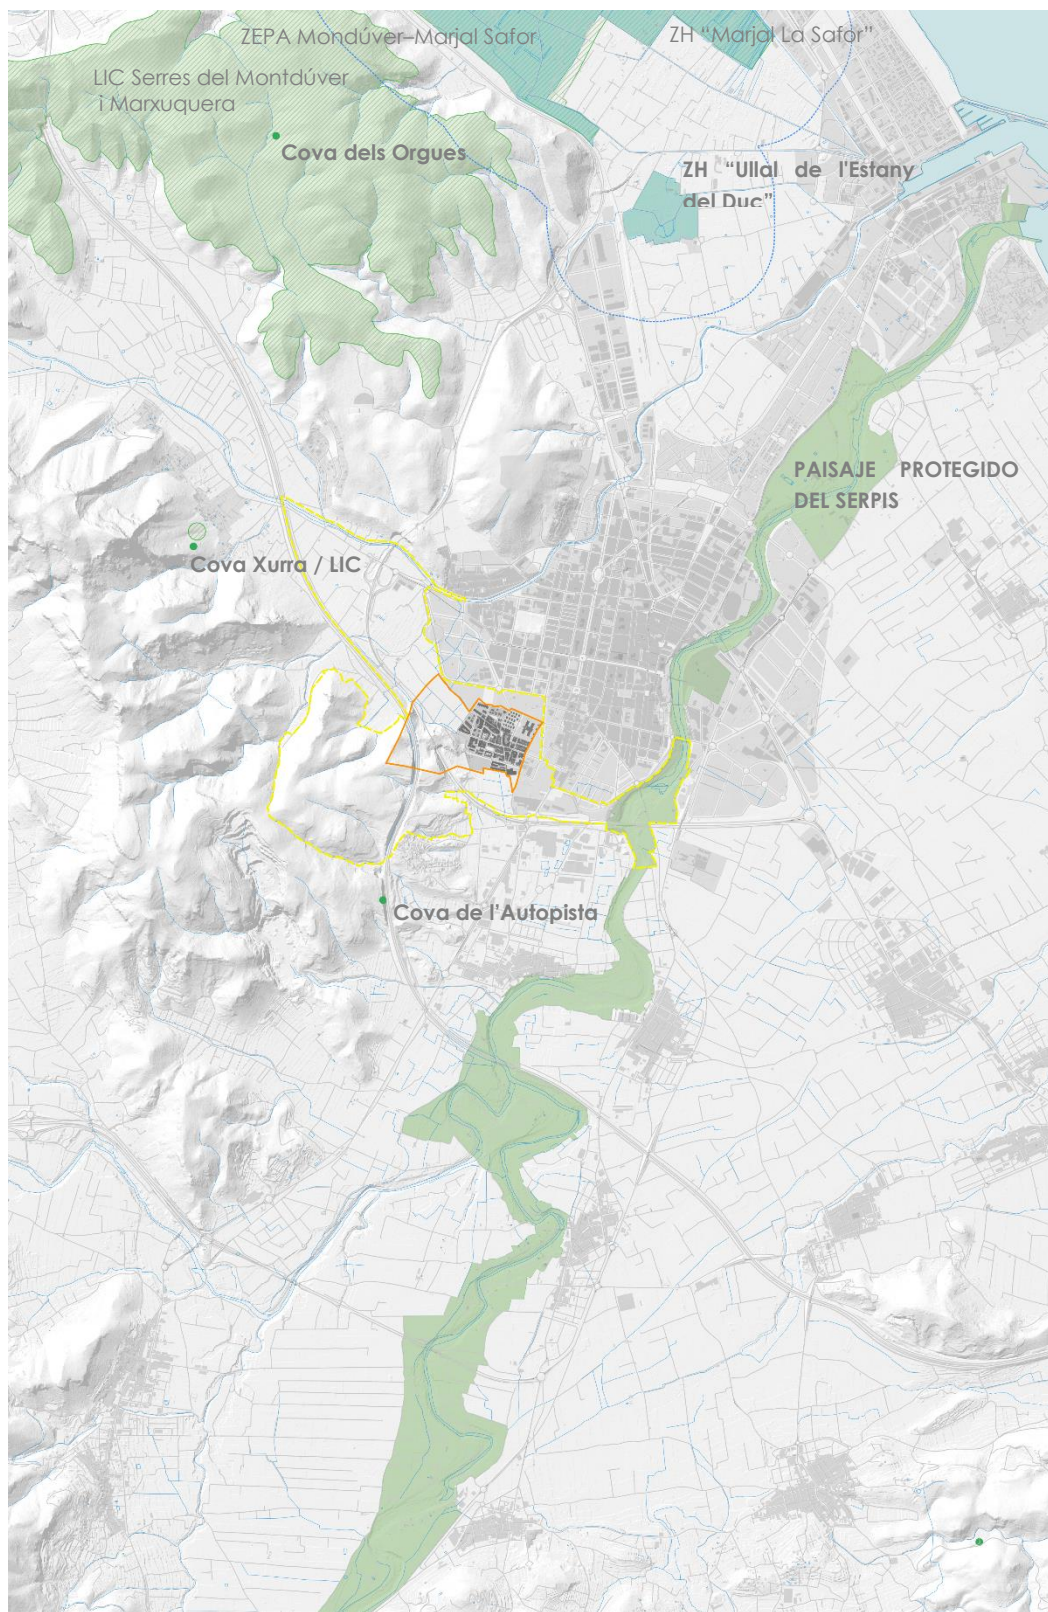 ZEPA Mondúver–Marjal Safor
ZH “Marjal La Safor”
LIC Serres del Montdúver
i Marxuquera
Cova dels Orgues
ZH “Ullal de l'Estany
del Duc”
PAISAJE PROTEGIDO
DEL SERPIS
Cova Xurra / LIC
Cova de l'Autopista